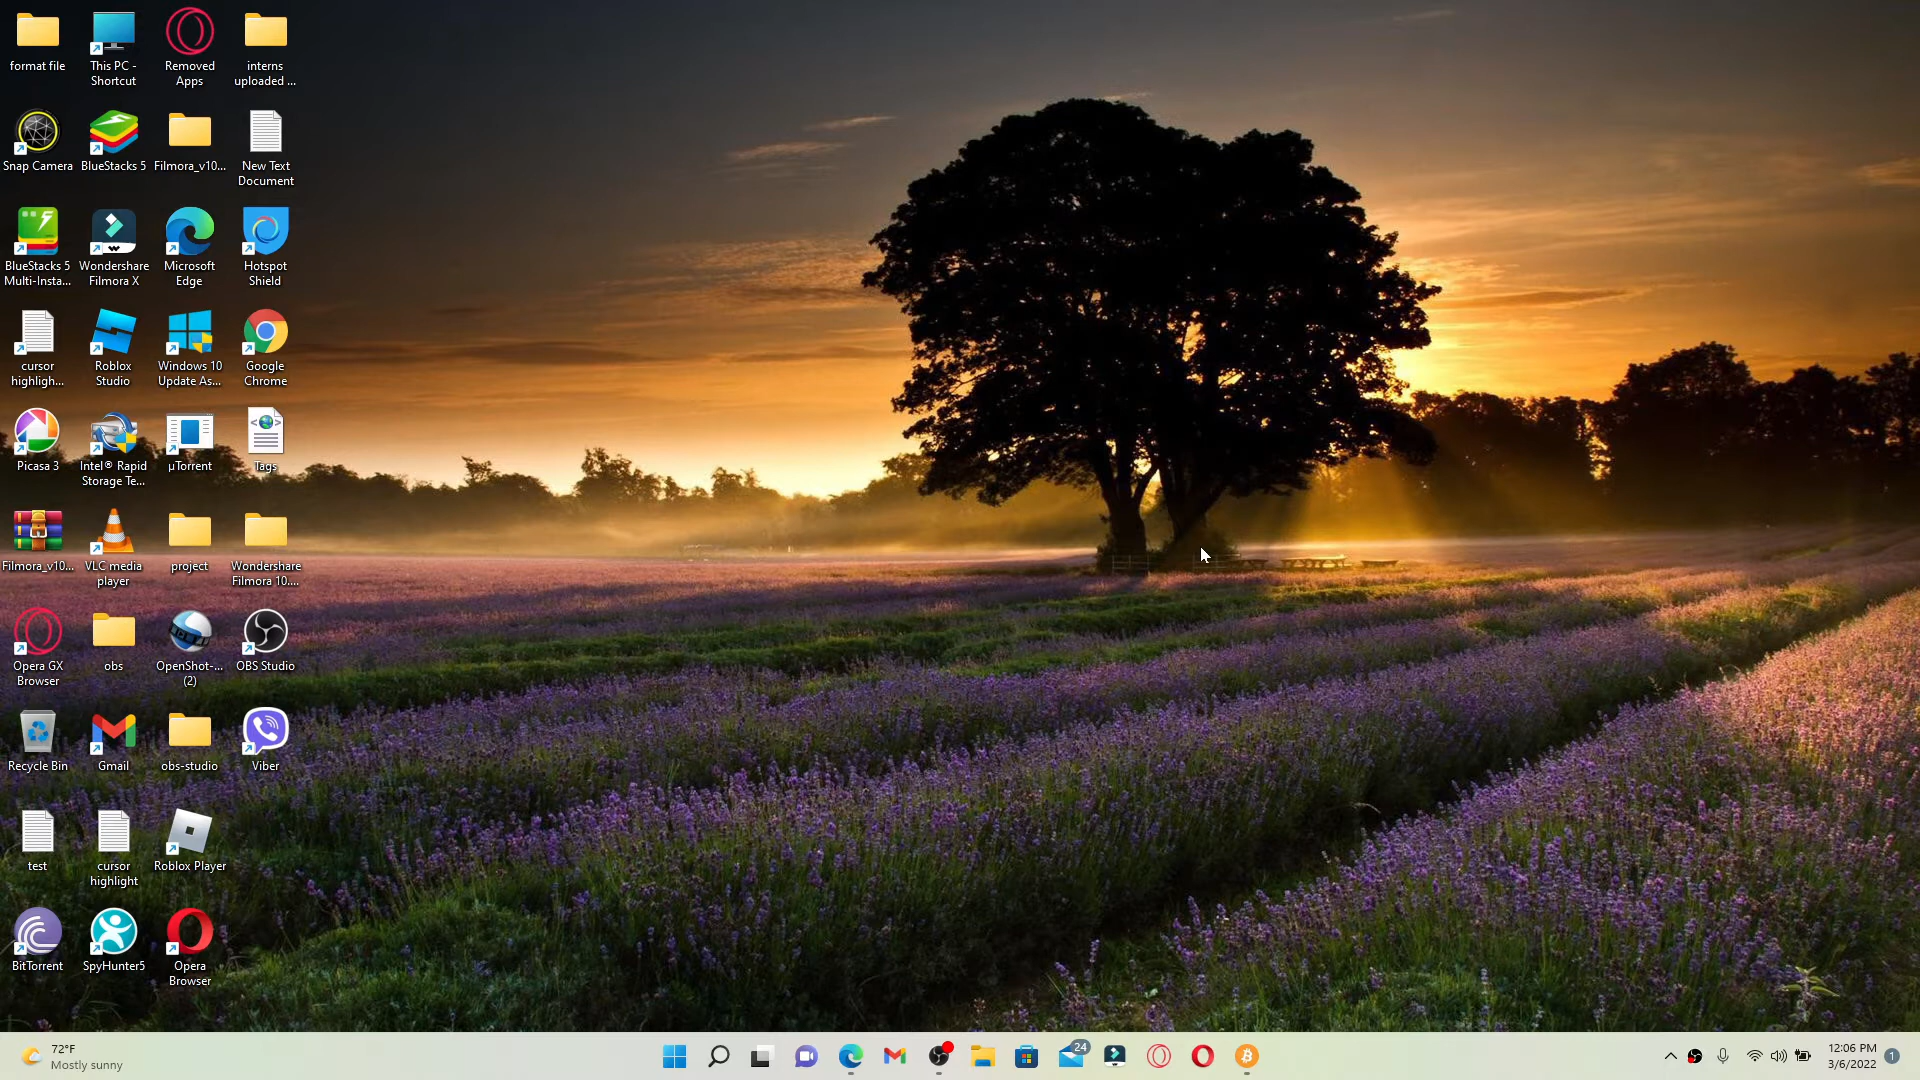 format file
This PC -
Shortcut
Removed
Apps
interns
uploaded ...
Snap Camera
BlueStacks 5
Filmora_v10...
New Text
Document
BlueStacks 5
Multi-Insta...
Wondershare
Filmora X
Microsoft
Edge
Hotspot
Shield
cursor
highligh...
Roblox
Studio
Windows 10
Update As...
Google
Chrome
Picasa 3
Intel® Rapid
Storage Te...
µTorrent
Tags
Filmora_v10...
VLC media
player
project
Wondershare
Filmora 10....
Opera GX
Browser
obs
OpenShot-...
(2)
OBS Studio
Recycle Bin
Gmail
obs-studio
Viber
test
cursor
highlight
Roblox Player
BitTorrent
SpyHunter5
Opera
Browser
72°F
Mostly sunny
24
12:06 PM
3/6/2022
1